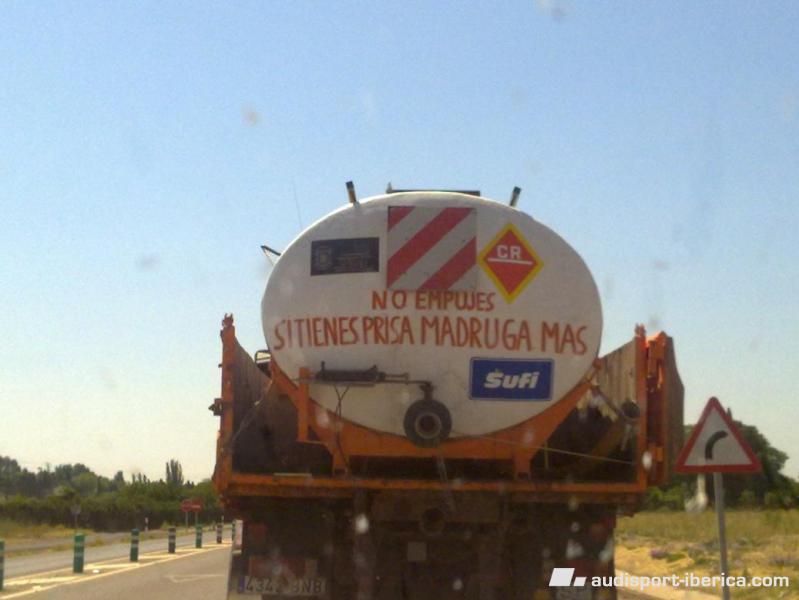 CR
NO EMPUJES
SI TIENES PRISA MADRUGA MAS
Sufi
audisport-iberica.com